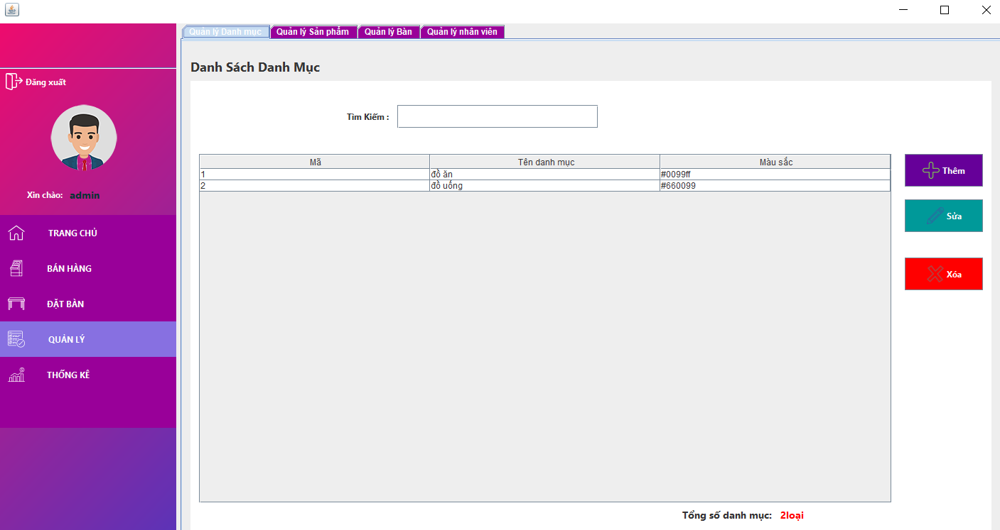 Quản lý Danh mục Quản lý Sản phẩm Quản lý Bàn Quản lý nhân viên
Đăng xuất
Xin chào: admin
TRANG CHỦ
BÁN HÀNG
ĐẶT BÀN
QUẢN LÝ
THỐNG KÊ
Danh Sách Danh Mục
Tìm Kiếm :
Mã Tên danh mục Màu sắc
1 đồ ăn #0099ff
2 đồ uống #660099
Thêm
Sửa
Xóa
Tổng số danh mục: 2loại